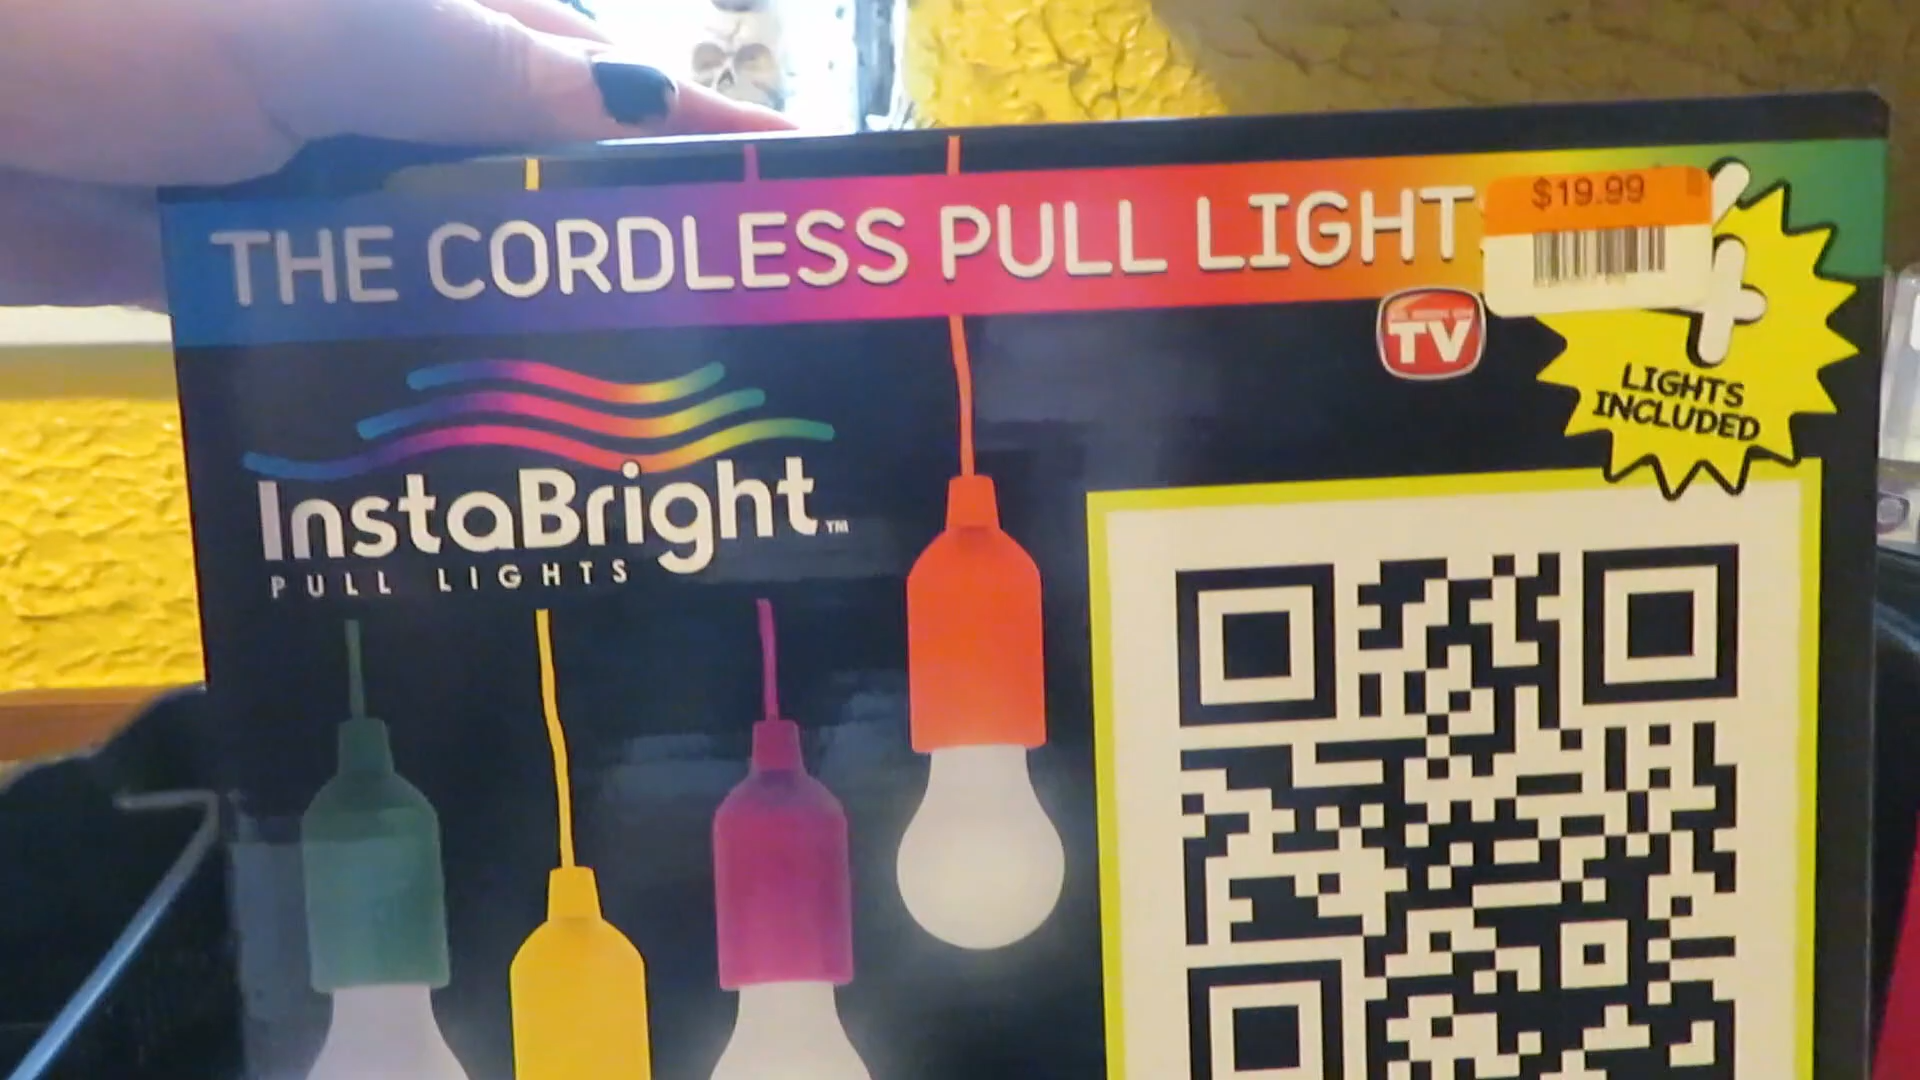 THE CORDLESS PULL LIGHT
$19.99
TV
4
LIGHTS
INCLUDED
InstaBright™
PULL LIGHTS